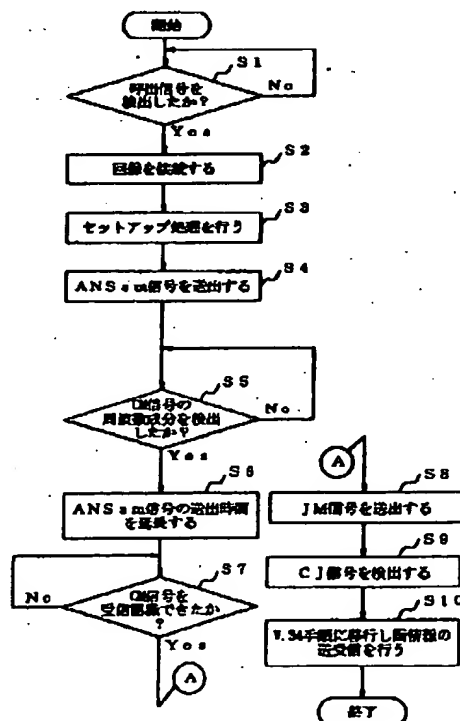 開始
S1
呼出信号を
検出したか?
No
Yes
S2
回線を接続する
S3
セットアップ処理を行う
S4
ANSam信号を送出する
S5
CM信号の
周波数成分を検出
したか?
No
Yes
S6
ANSam信号の送出時間
を延長する
S7
CM信号を
受信認識できたか
?
No
Yes
A
A
S8
JM信号を送出する
S9
CJ信号を検出する
S10
V.34手順に移行し画情報の
送受信を行う
終了